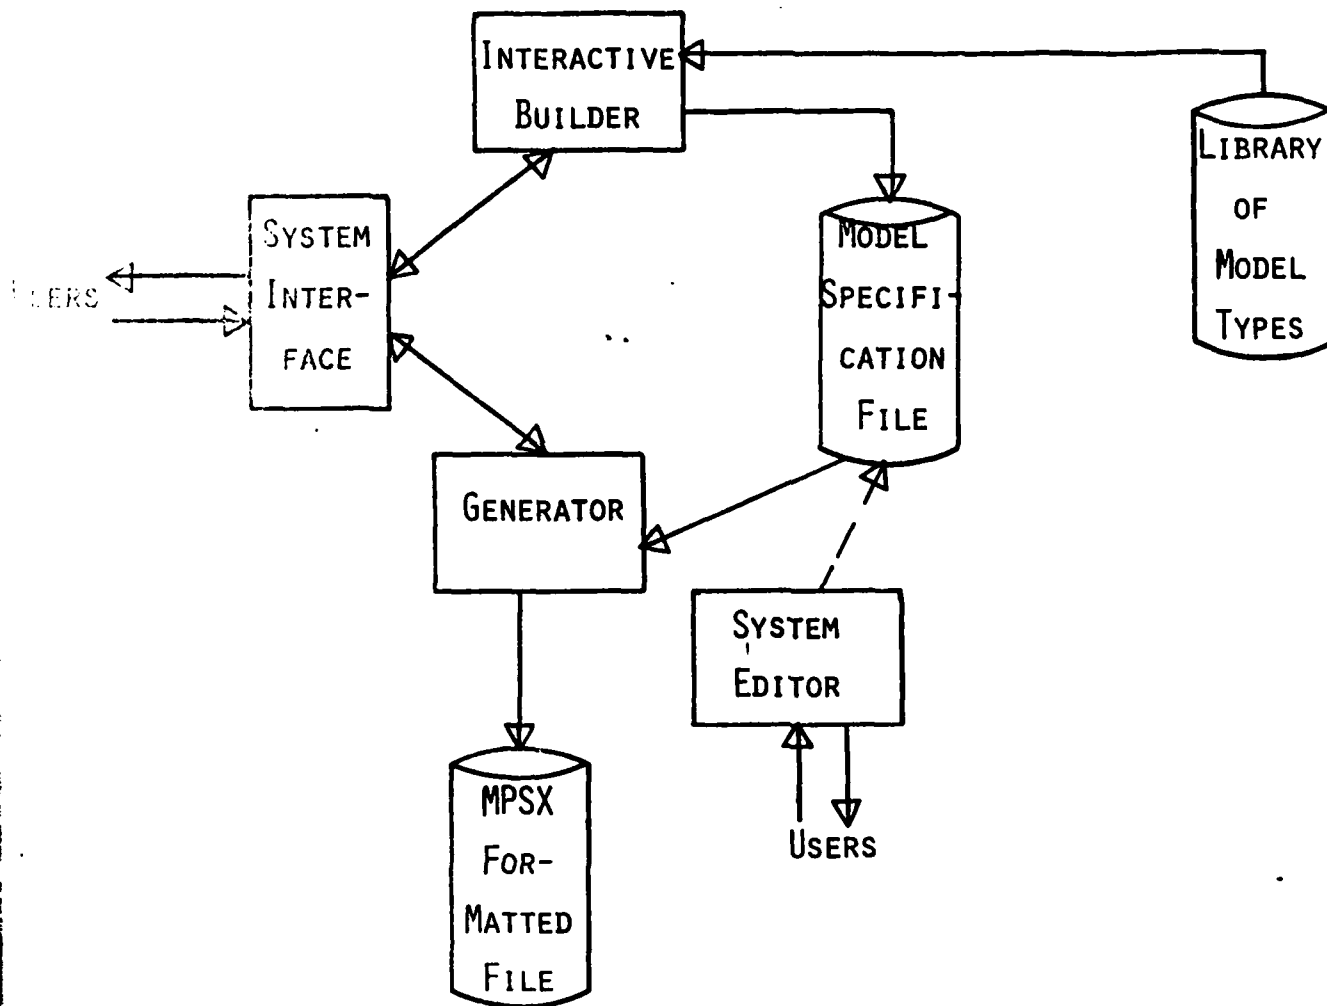 INTERACTIVE
BUILDER
LIBRARY
OF
MODEL
TYPES
SYSTEM
INTER-
FACE
USERS
MODEL
SPECIFI-
CATION
FILE
GENERATOR
SYSTEM
EDITOR
USERS
MPSX
FOR-
MATTED
FILE